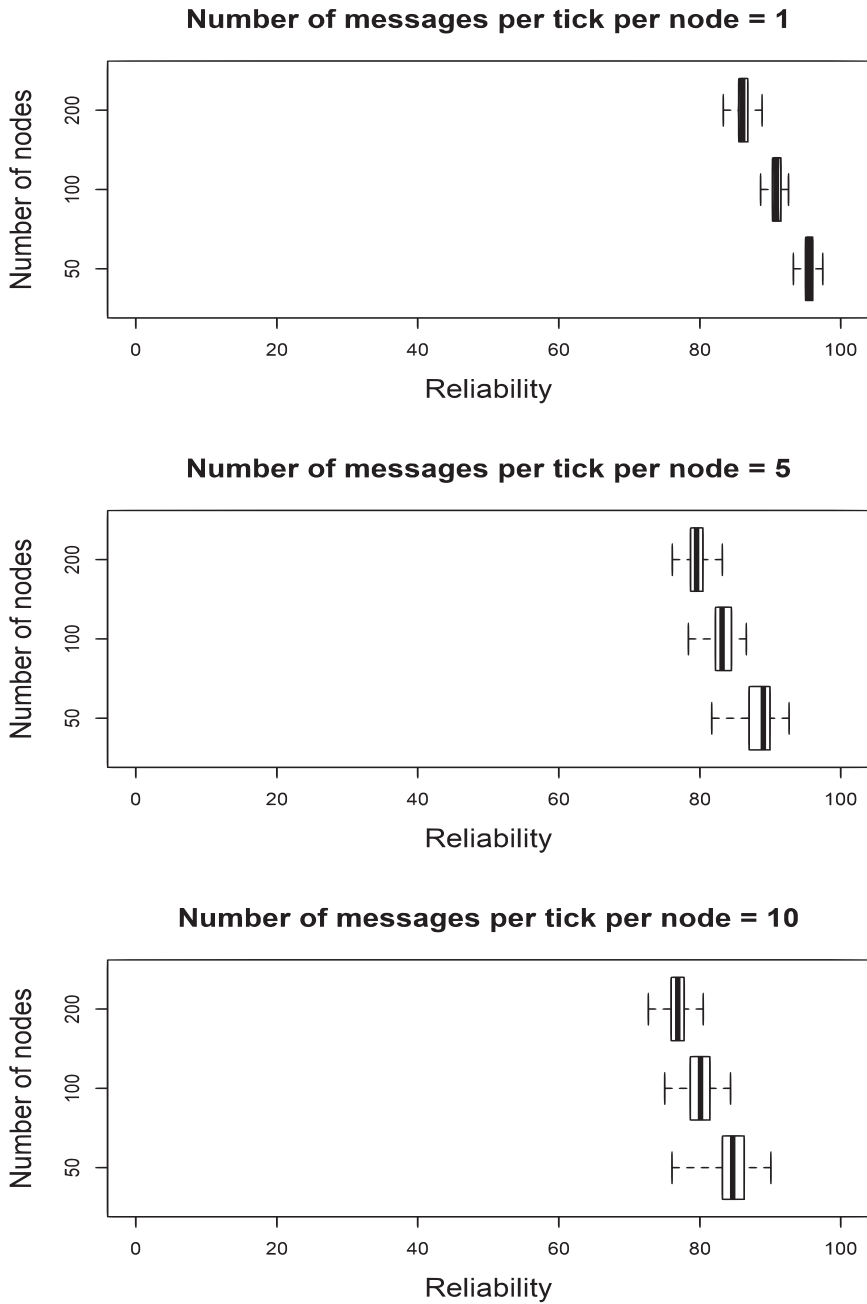 Number of messages per tick per node = 1
Number of nodes
200
100
50
0 20 40 60 80 100
Reliability
Number of messages per tick per node = 5
Number of nodes
200
100
50
0 20 40 60 80 100
Reliability
Number of messages per tick per node = 10
Number of nodes
200
100
50
0 20 40 60 80 100
Reliability